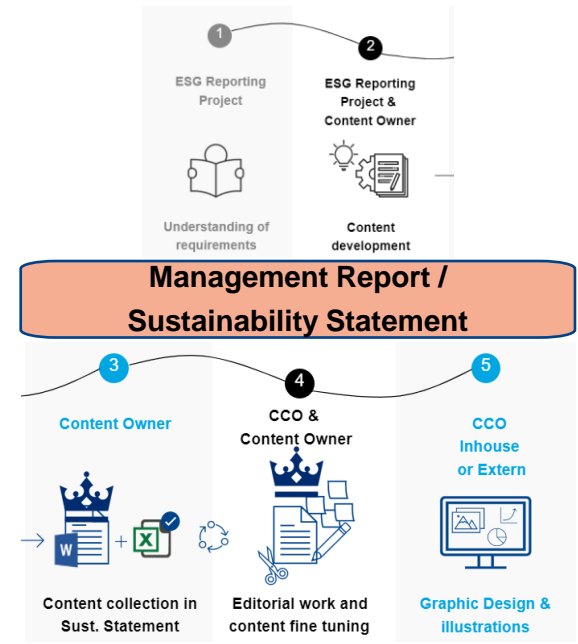 1
2
ESG Reporting
Project
ESG Reporting
Project &
Content Owner
Understanding of
requirements
Content
development
Management Report /
Sustainability Statement
3
4
5
Content Owner
CCO &
Content Owner
CCO
Inhouse
or Extern
W
+
X
Content collection in
Sust. Statement
Editorial work and
content fine tuning
Graphic Design &
illustrations